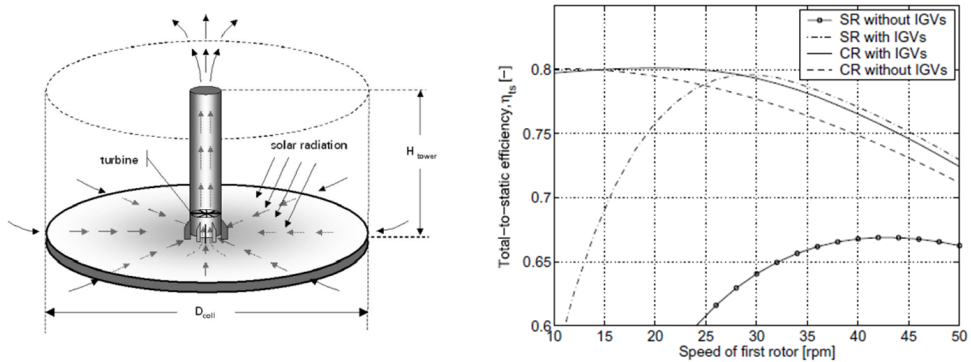 turbine
solar radiation
H tower
D coll
Total-to-static efficiency, η ts [–]
0.8
0.75
0.7
0.65
0.6
SR without IGVs
SR with IGVs
CR with IGVs
CR without IGVs
10 15 20 25 30 35 40 45 50
Speed of first rotor [rpm]